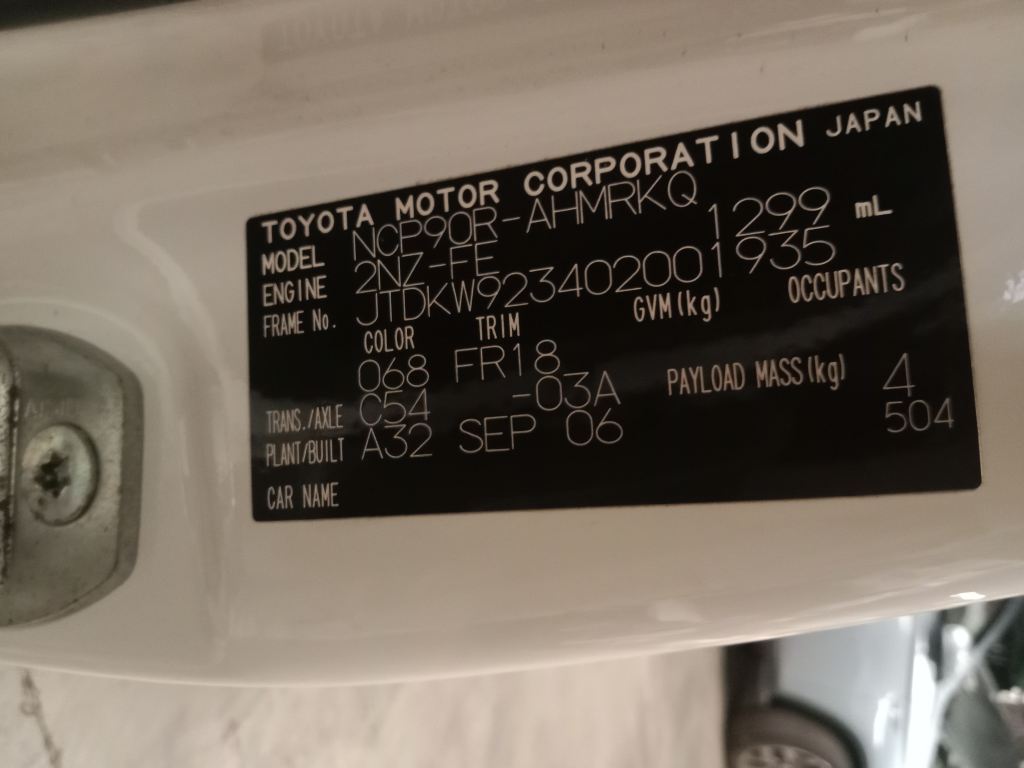 TOYOTA MOTOR CORPORATION JAPAN
MODEL NCP90R-AHMRKQ
ENGINE 2NZ-FE 1299 mL
FRAME No. JTDKW923402001935
COLOR TRIM GVM(kg) OCCUPANTS
068 FR18 4
TRANS./AXLE C54 -03A PAYLOAD MASS(kg) 504
PLANT/BUILT A32 SEP 06
CAR NAME